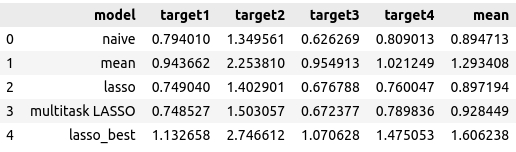 model target1 target2 target3 target4 mean
0 naive 0.794010 1.349561 0.626269 0.809013 0.894713
1 mean 0.943662 2.253810 0.954913 1.021249 1.293408
2 lasso 0.749040 1.402901 0.676788 0.760047 0.897194
3 multitask LASSO 0.748527 1.503057 0.672377 0.789836 0.928449
4 lasso_best 1.132658 2.746612 1.070628 1.475053 1.606238